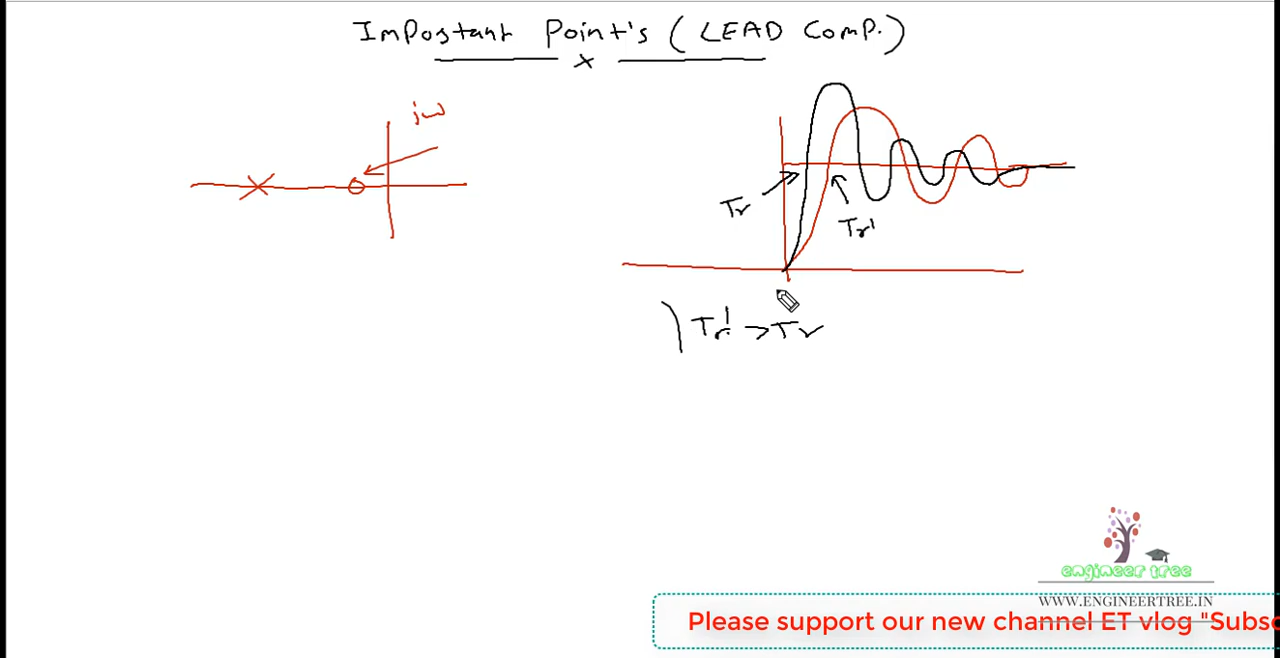 Important Point's (LEAD Comp.)
jω
Tr
Tr'
Tr' > Tr
engineer tree
WWW.ENGINEERTREE.IN
Please support our new channel ET vlog "Subsc